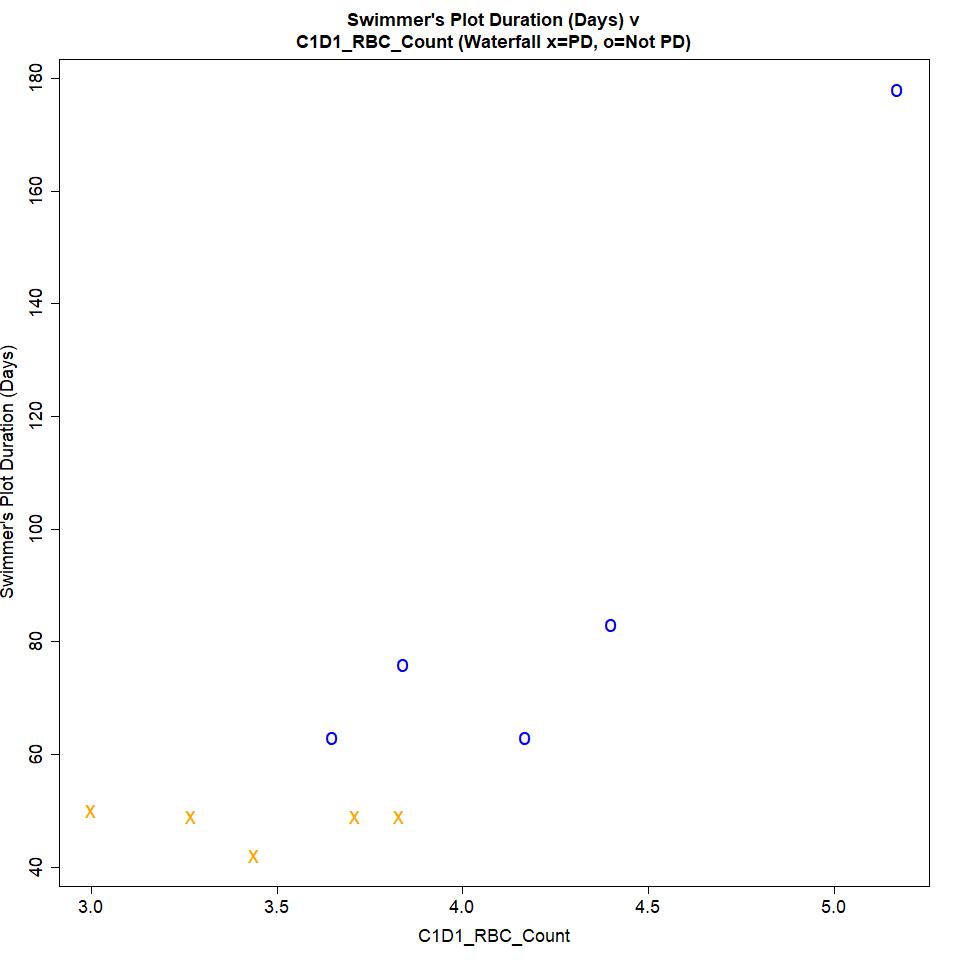 Swimmer's Plot Duration (Days) v
C1D1_RBC_Count (Waterfall x=PD, o=Not PD)
Swimmer's Plot Duration (Days)
180
160
140
120
100
80
60
40
o
o
o
o
o
x
x
x
x
x
3.0 3.5 4.0 4.5 5.0
C1D1_RBC_Count